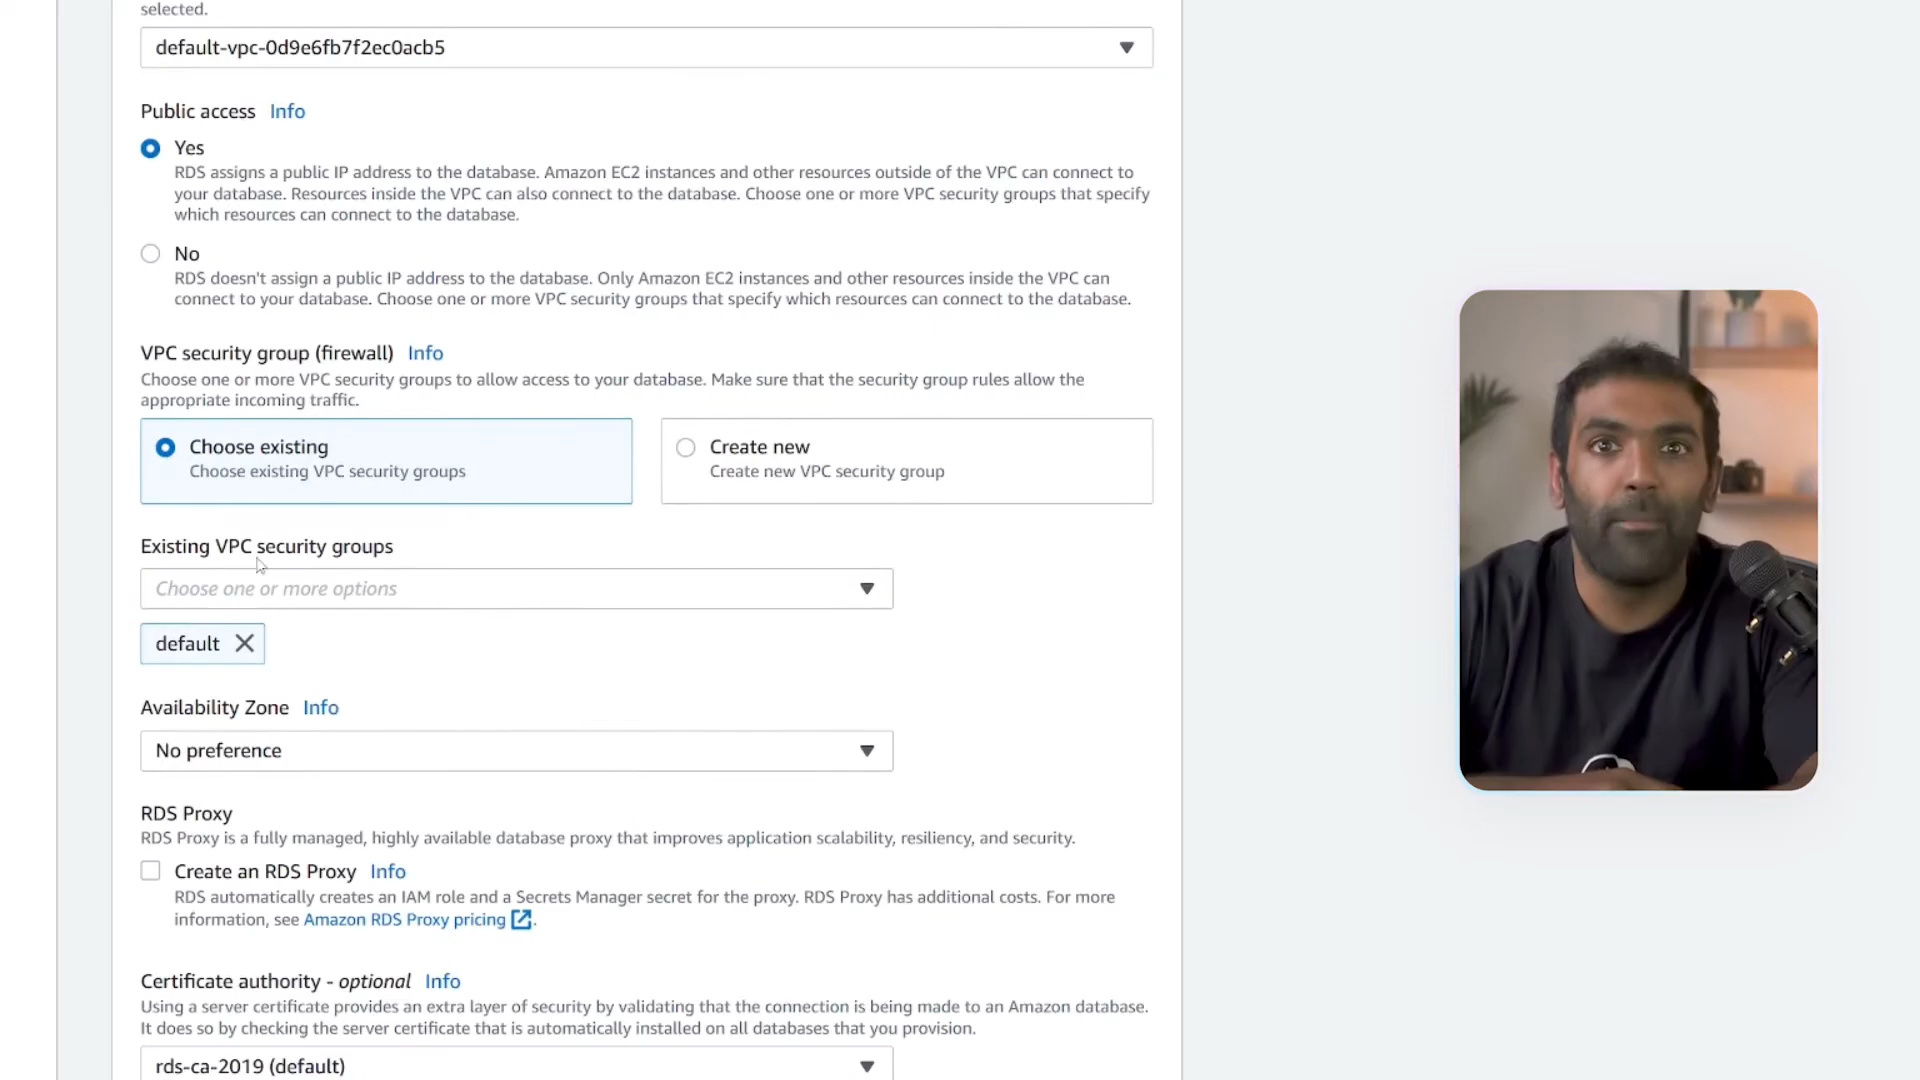 selected.
default-vpc-0d9e6fb7f2ec0acb5
Public access Info
Yes
RDS assigns a public IP address to the database. Amazon EC2 instances and other resources outside of the VPC can connect to
your database. Resources inside the VPC can also connect to the database. Choose one or more VPC security groups that specify
which resources can connect to the database.
No
RDS doesn't assign a public IP address to the database. Only Amazon EC2 instances and other resources inside the VPC can
connect to your database. Choose one or more VPC security groups that specify which resources can connect to the database.
VPC security group (firewall) Info
Choose one or more VPC security groups to allow access to your database. Make sure that the security group rules allow the
appropriate incoming traffic.
Choose existing
Choose existing VPC security groups
Create new
Create new VPC security group
Existing VPC security groups
Choose one or more options
default
Availability Zone Info
No preference
RDS Proxy
RDS Proxy is a fully managed, highly available database proxy that improves application scalability, resiliency, and security.
Create an RDS Proxy Info
RDS automatically creates an IAM role and a Secrets Manager secret for the proxy. RDS Proxy has additional costs. For more
information, see Amazon RDS Proxy pricing.
Certificate authority - optional Info
Using a server certificate provides an extra layer of security by validating that the connection is being made to an Amazon database.
It does so by checking the server certificate that is automatically installed on all databases that you provision.
rds-ca-2019 (default)